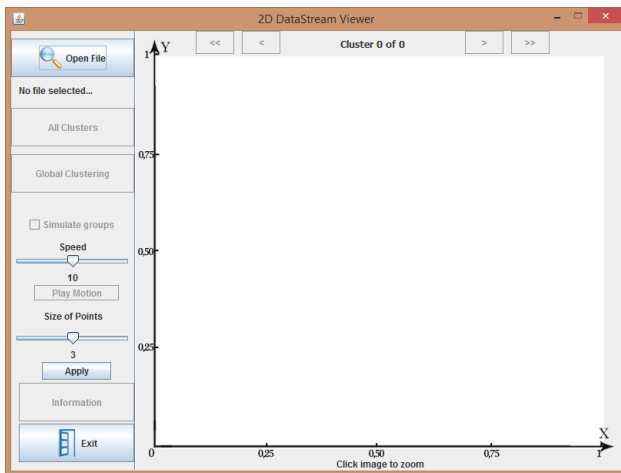 2D DataStream Viewer
Open File
No file selected...
All Clusters
Global Clustering
Simulate groups
Speed
10
Play Motion
Size of Points
3
Apply
Information
Exit
<< < Cluster 0 of 0 > >>
Y
1
0,75
0,50
0,25
X
0 0,25 0,50 0,75 1
Click image to zoom